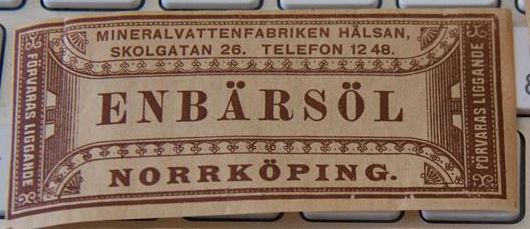 MINERALVATTENFABRIKEN HÄLSAN,
SKOLGATAN 26. TELEFON 12 48.
FÖRVARAS LIGGANDE
ENBÄRSÖL
FÖRVARAS LIGGANDE
NORRKÖPING.